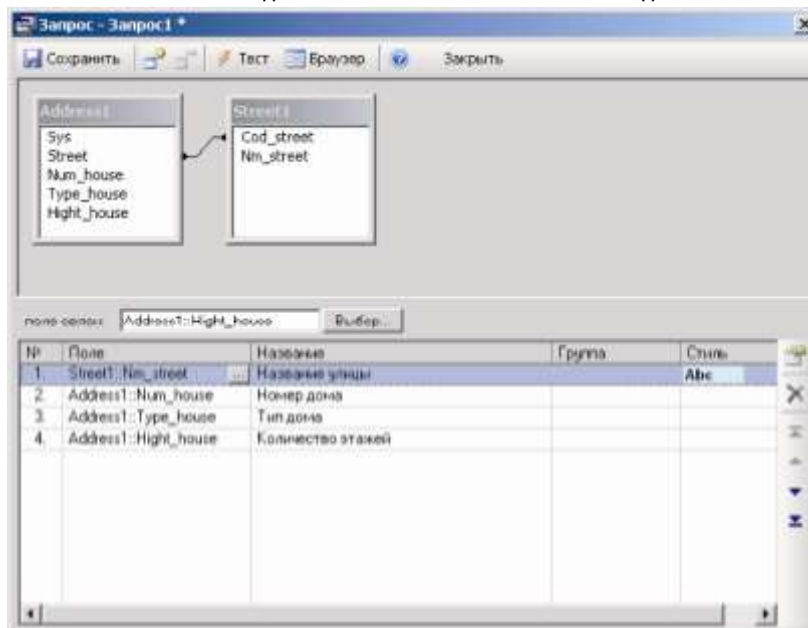 Запрос - Запрос1 *
Сохранить Тест Браузер Закрыть
Address1 Street1
Sys Cod_street
Street Nm_street
Num_house
Type_house
Hight_house
поле связи: Address1::Hight_house Выбор...
№ Поле Название Группа Стиль
1. Street1::Nm_street ... Название улицы Abc
2. Address1::Num_house Номер дома
3. Address1::Type_house Тип дома
4. Address1::Hight_house Количество этажей